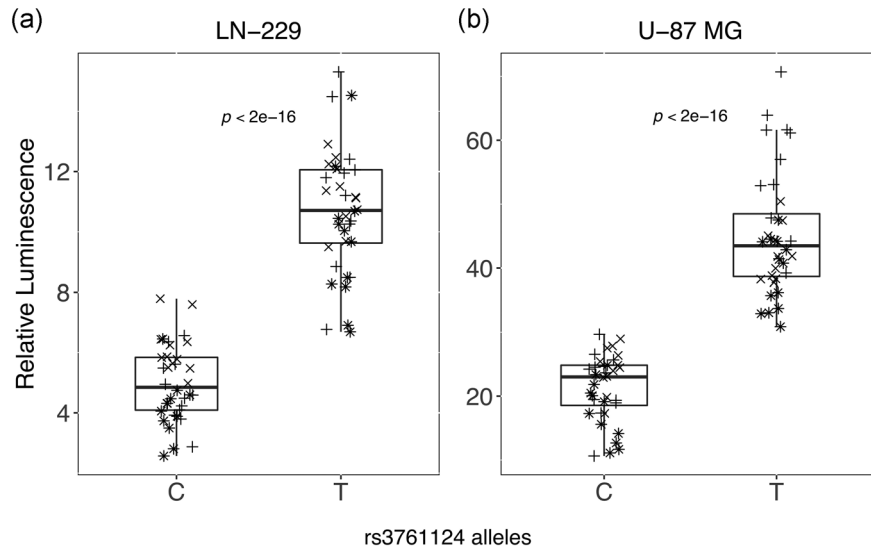 (a)
LN−229
p < 2e−16
12
8
4
Relative Luminescence
C
T
(b)
U−87 MG
p < 2e−16
60
40
20
C
T
rs3761124 alleles